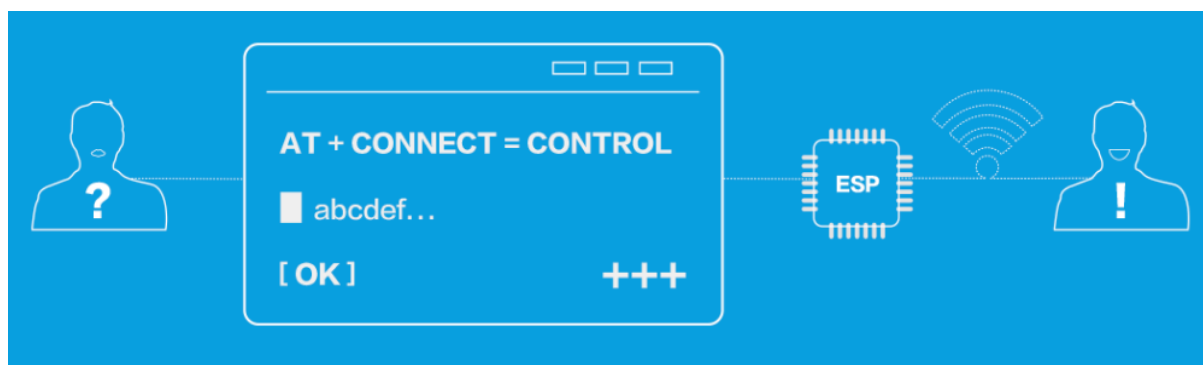 ?
AT + CONNECT = CONTROL
abcdef...
[ OK ]
+++
ESP
!